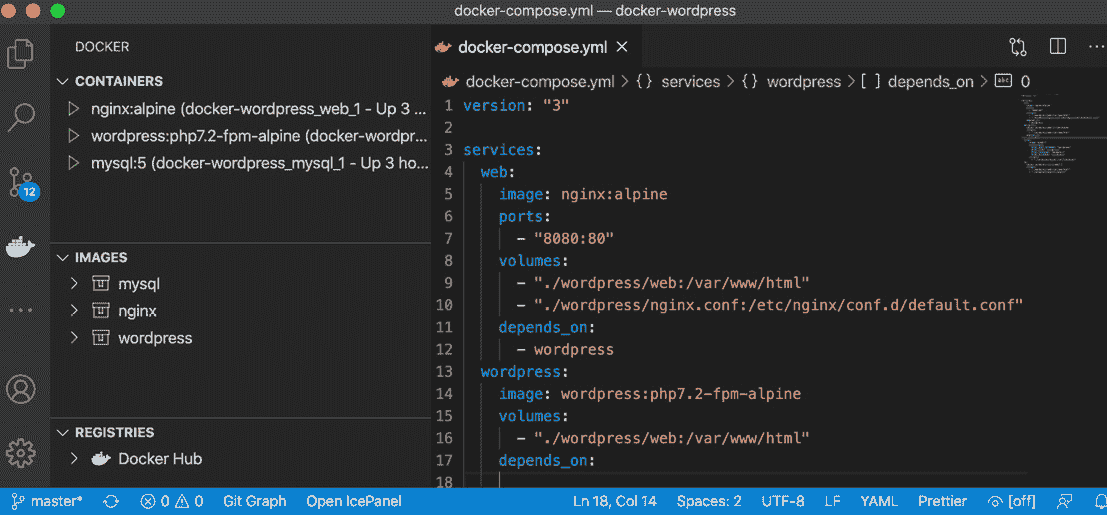 docker-compose.yml — docker-wordpress
DOCKER
CONTAINERS
nginx:alpine (docker-wordpress_web_1 - Up 3 ...
wordpress:php7.2-fpm-alpine (docker-wordpr...
mysql:5 (docker-wordpress_mysql_1 - Up 3 ho...
12
IMAGES
mysql
nginx
wordpress
REGISTRIES
Docker Hub
docker-compose.yml
docker-compose.yml > {} services > {} wordpress > [ ] depends_on > abc 0
1 version: "3"
2
3 services:
4 web:
5 image: nginx:alpine
6 ports:
7 - "8080:80"
8 volumes:
9 - "./wordpress/web:/var/www/html"
10 - "./wordpress/nginx.conf:/etc/nginx/conf.d/default.conf"
11 depends_on:
12 - wordpress
13 wordpress:
14 image: wordpress:php7.2-fpm-alpine
15 volumes:
16 - "./wordpress/web:/var/www/html"
17 depends_on:
18
master* 0 0 Git Graph Open IcePanel Ln 18, Col 14 Spaces: 2 UTF-8 LF YAML Prettier [off]